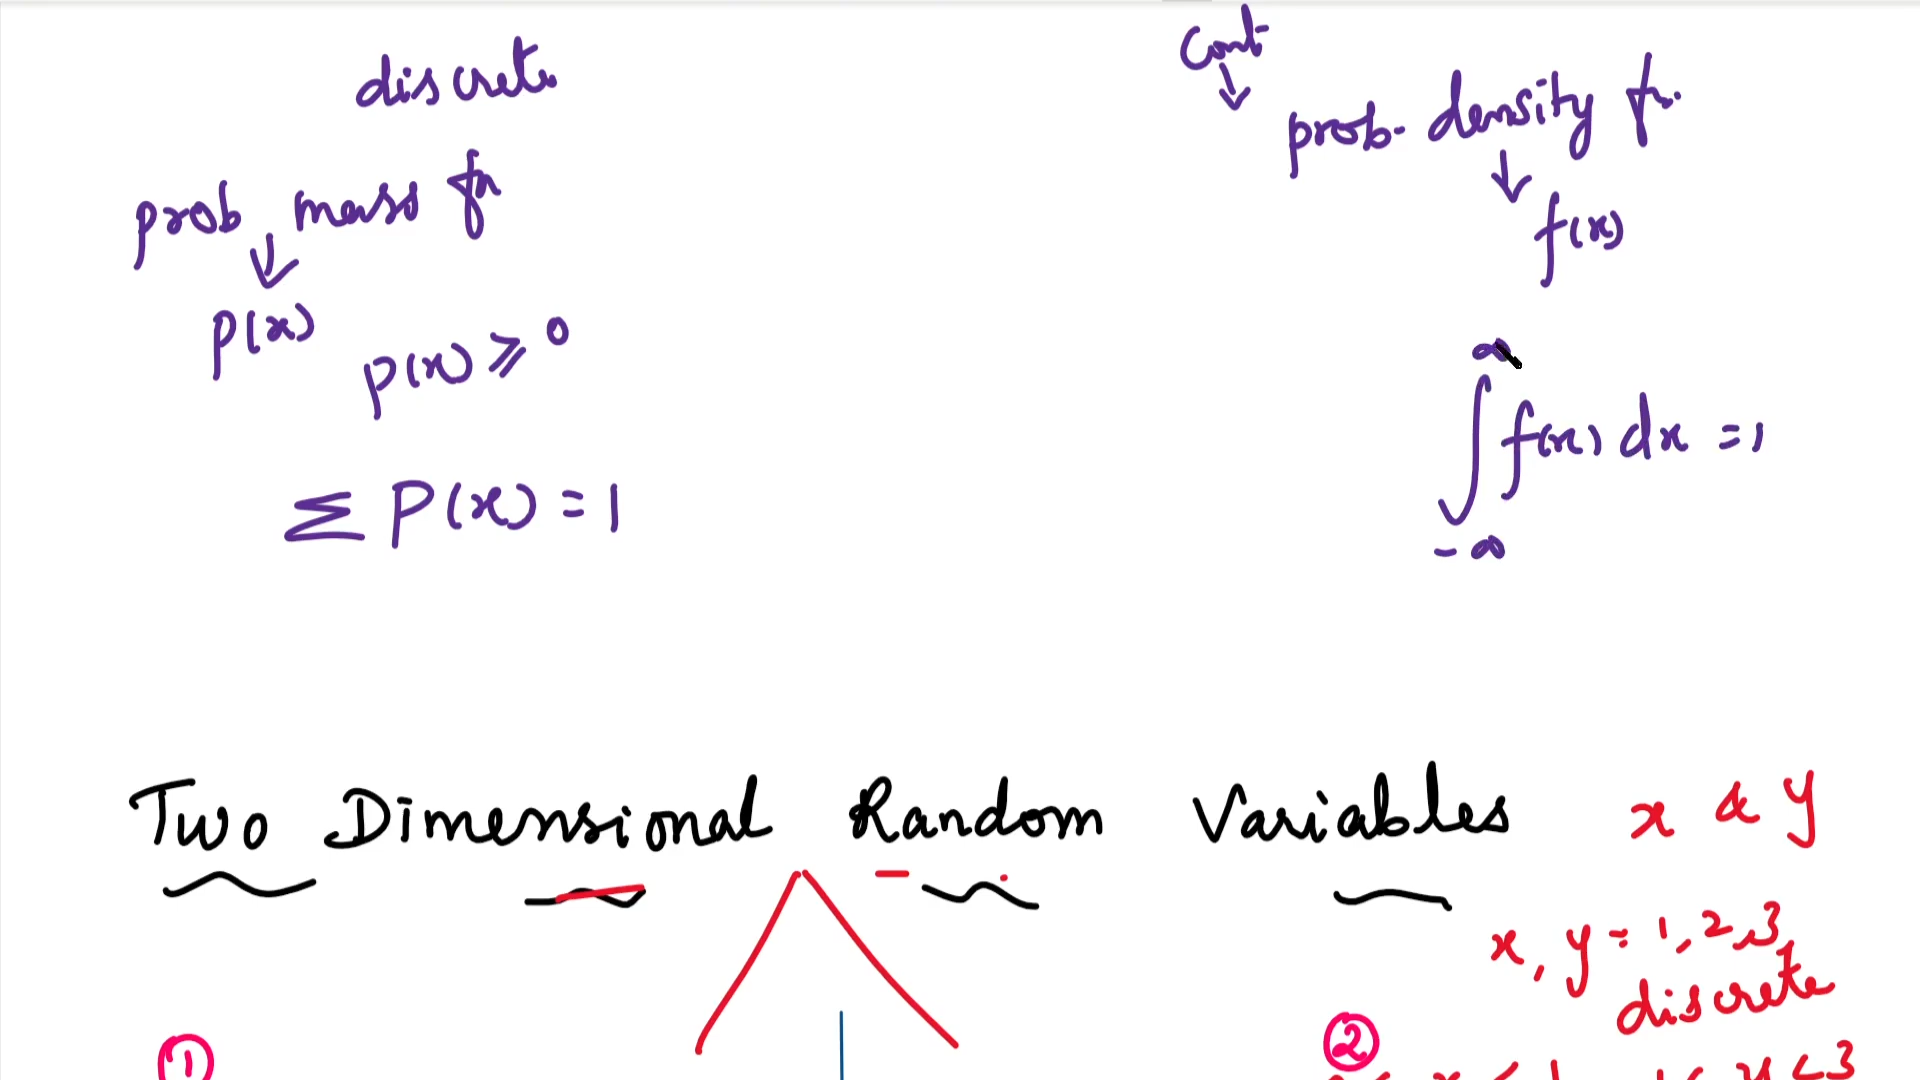 discrete
prob mass fn
p(x)
p(x) ⩾ 0
Σ P(x) = 1
Cont
prob. density fn.
f(x)
∞
∫ f(x) dx = 1
-∞
Two Dimensional Random Variables x & y
x, y = 1, 2, 3
discrete
① ②